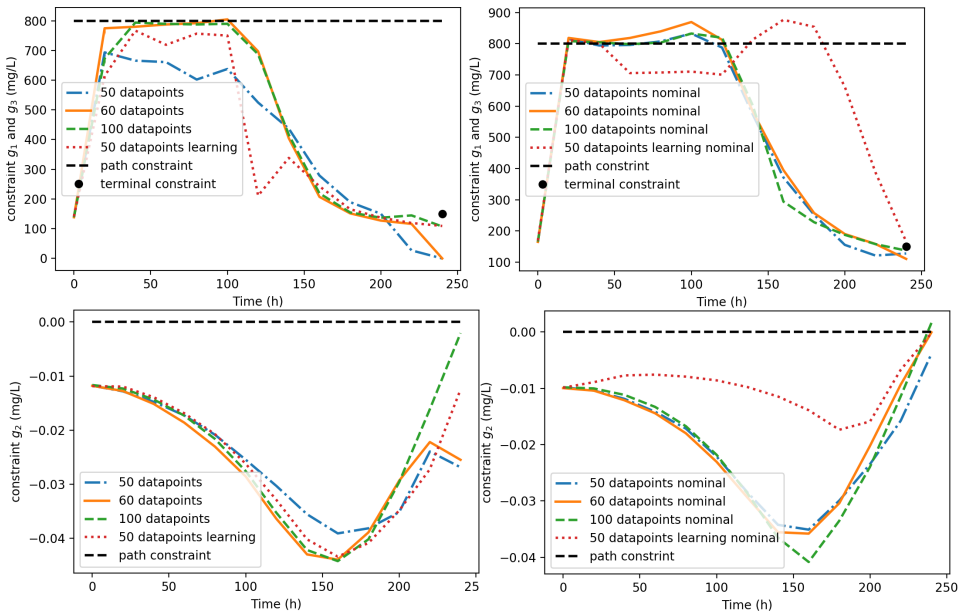 constraint g₁ and g₃ (mg/L)
800
700
600
500
400
300
200
100
0
50 datapoints
60 datapoints
100 datapoints
50 datapoints learning
path constraint
terminal constraint
0 50 100 150 200 250
Time (h)
constraint g₁ and g₃ (mg/L)
900
800
700
600
500
400
300
200
100
50 datapoints nominal
60 datapoints nominal
100 datapoints nominal
50 datapoints learning nominal
path constrint
terminal constraint
0 50 100 150 200 250
Time (h)
constraint g₂ (mg/L)
0.00
−0.01
−0.02
−0.03
−0.04
50 datapoints
60 datapoints
100 datapoints
50 datapoints learning
path constraint
0 50 100 150 200 250
Time (h)
constraint g₂ (mg/L)
0.00
−0.01
−0.02
−0.03
−0.04
50 datapoints nominal
60 datapoints nominal
100 datapoints nominal
50 datapoints learning nominal
path constrint
0 50 100 150 200 250
Time (h)